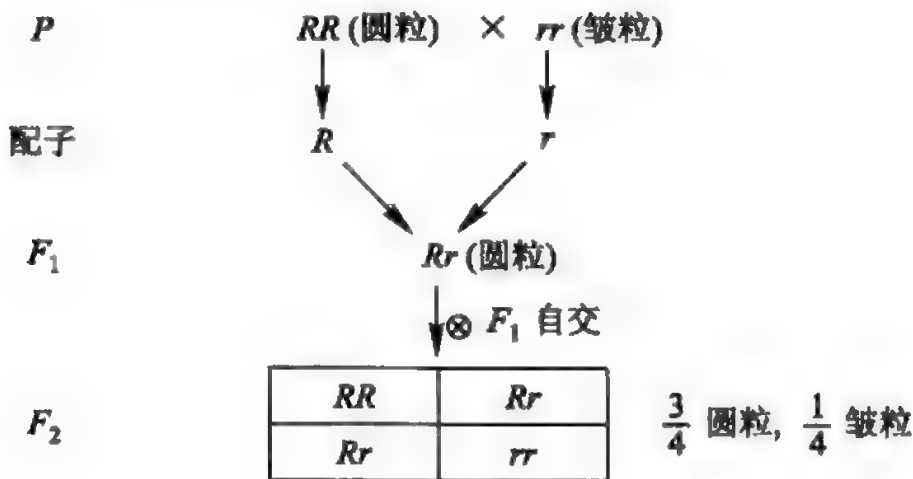 P RR (圆粒) × rr (皱粒)
配子 R r
F₁ Rr (圆粒)
⊗ F₁ 自交
RR Rr
F₂ 3/4 圆粒, 1/4 皱粒
Rr rr